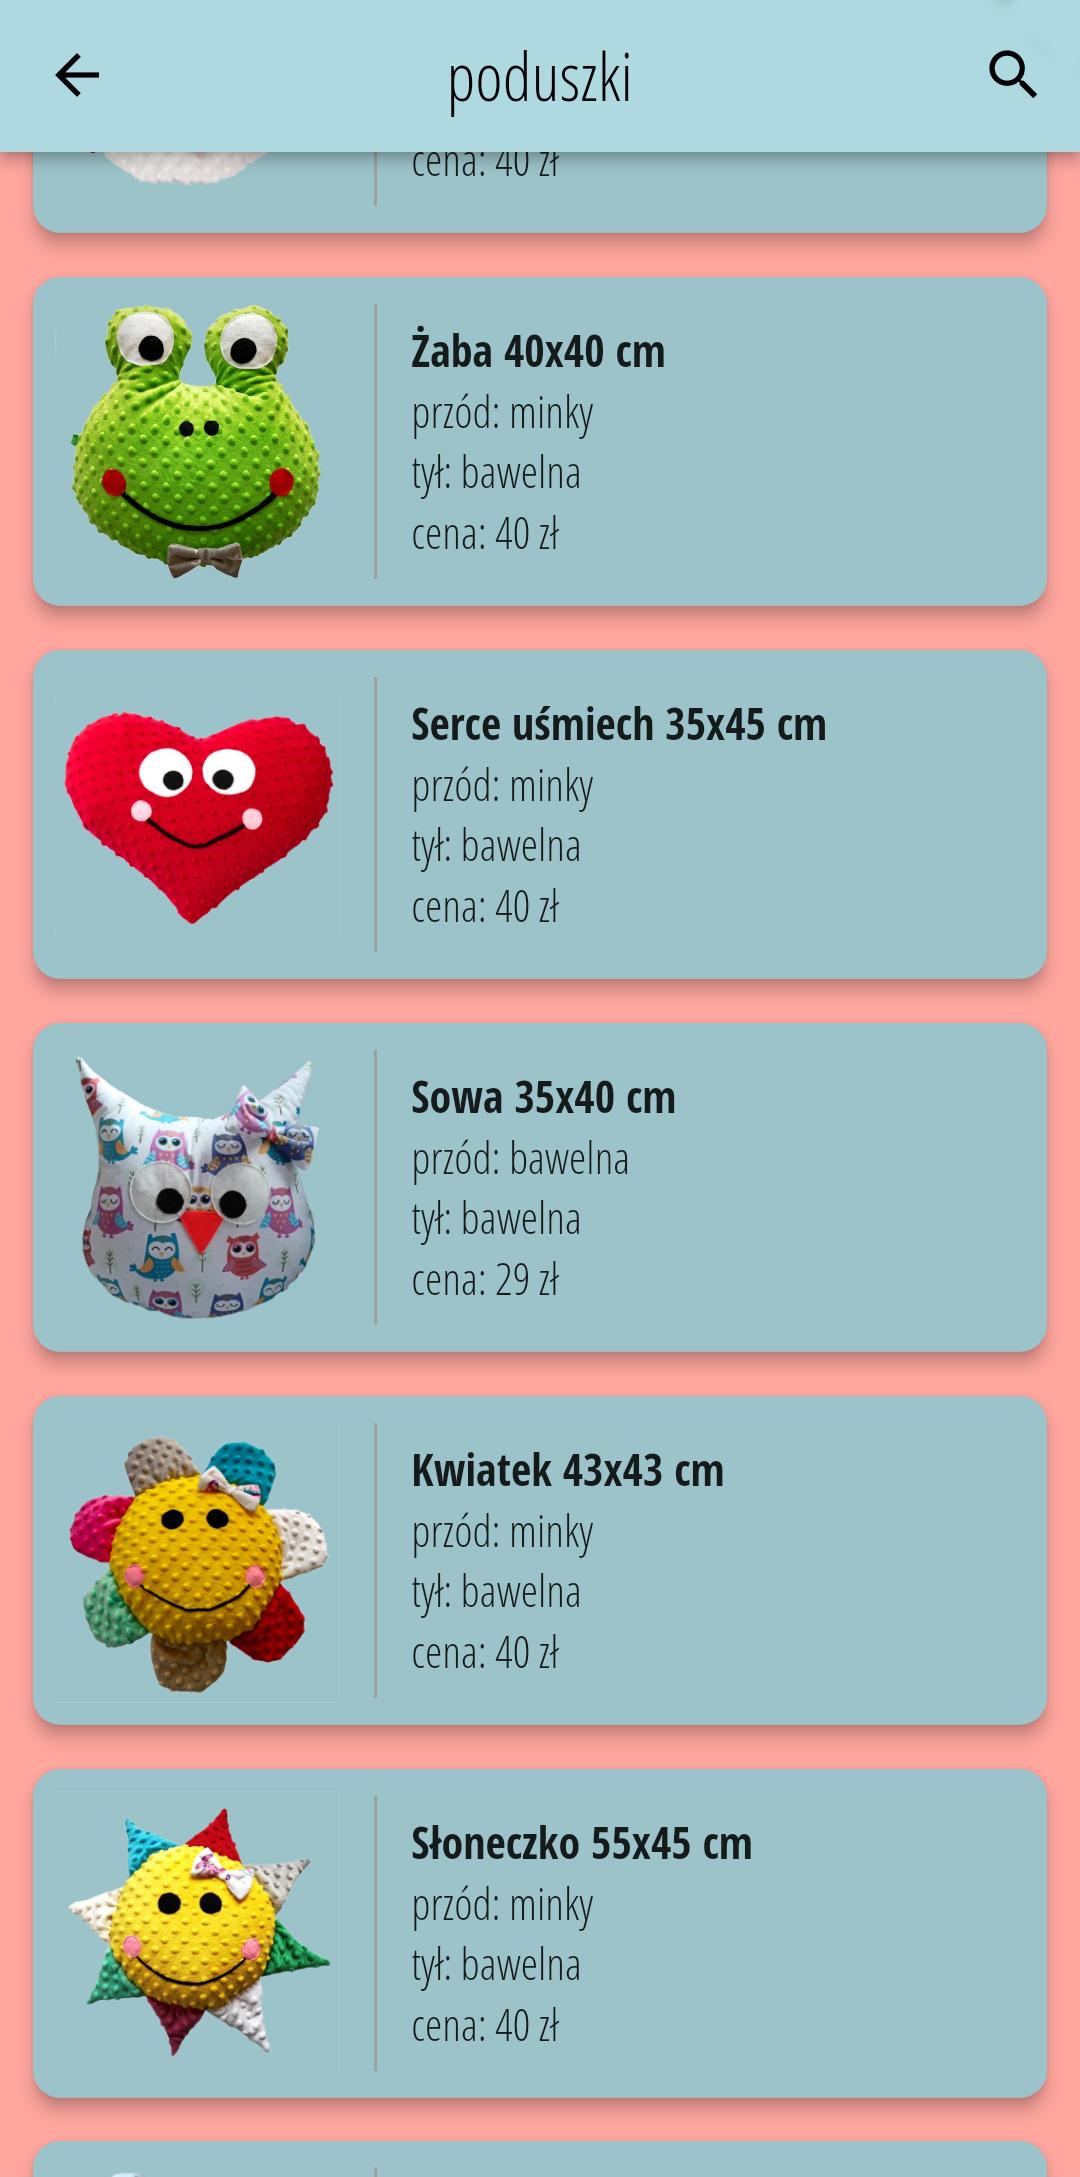 poduszki
cena: 40 zł
Żaba 40x40 cm
przód: minky
tył: bawelna
cena: 40 zł
Serce uśmiech 35x45 cm
przód: minky
tył: bawelna
cena: 40 zł
Sowa 35x40 cm
przód: bawelna
tył: bawelna
cena: 29 zł
Kwiatek 43x43 cm
przód: minky
tył: bawelna
cena: 40 zł
Słoneczko 55x45 cm
przód: minky
tył: bawelna
cena: 40 zł